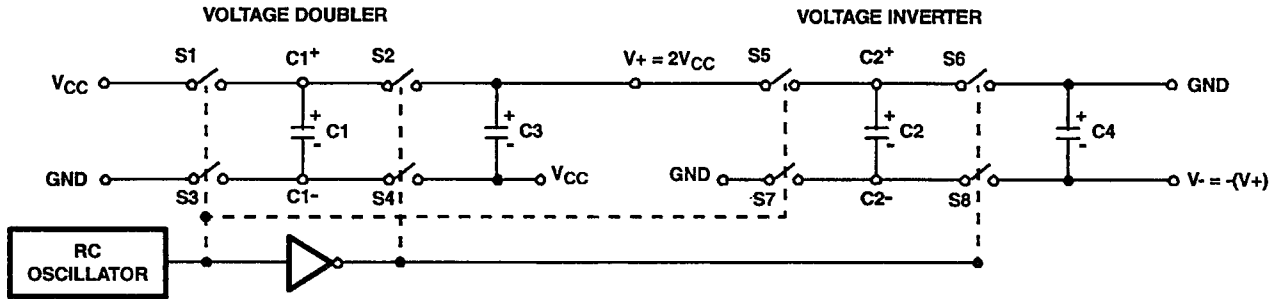 VOLTAGE DOUBLER
VOLTAGE INVERTER
S1 C1+ S2 V+ = 2VCC S5 C2+ S6
VCC GND
+ C1 - + C3 - + C2 - + C4 -
GND VCC GND V- = -(V+)
S3 C1- S4 S7 C2- S8
RC
OSCILLATOR